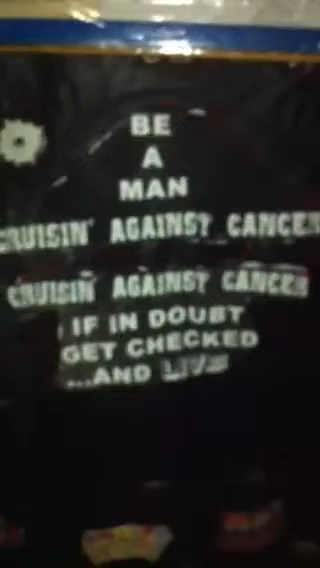 BE
A
MAN
CRUISIN' AGAINST CANCER
CRUISIN' AGAINST CANCER
IF IN DOUBT
GET CHECKED
...AND LIVE